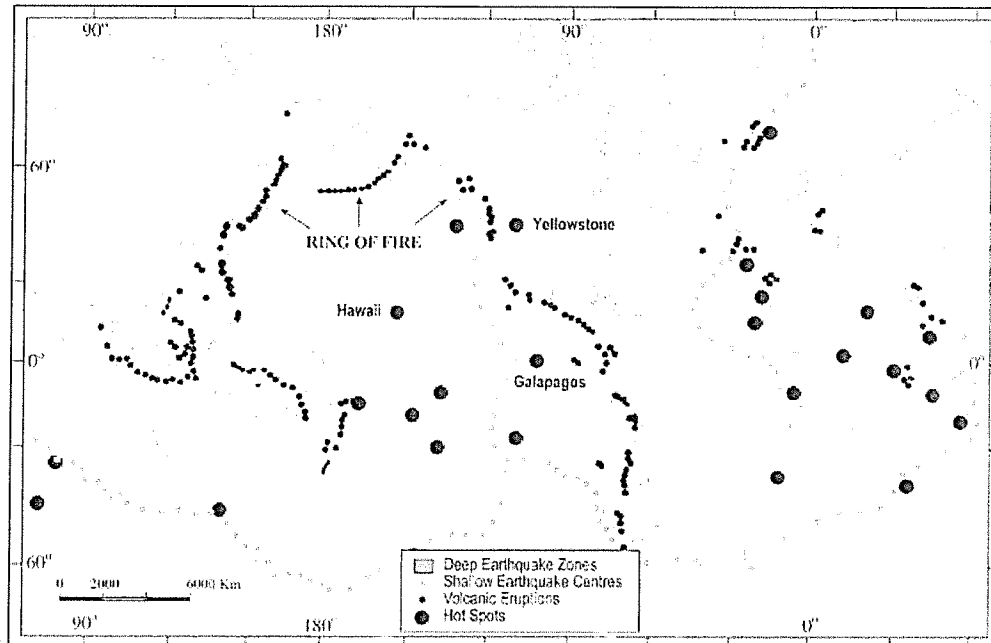 90° 180° 90° 0°
60°
Yellowstone
RING OF FIRE
Hawaii
0° 0°
Galapagos
60°
Deep Earthquake Zones
Shallow Earthquake Centres
Volcanic Eruptions
Hot Spots
0 2000 6000 Km
90° 180° 90° 0°